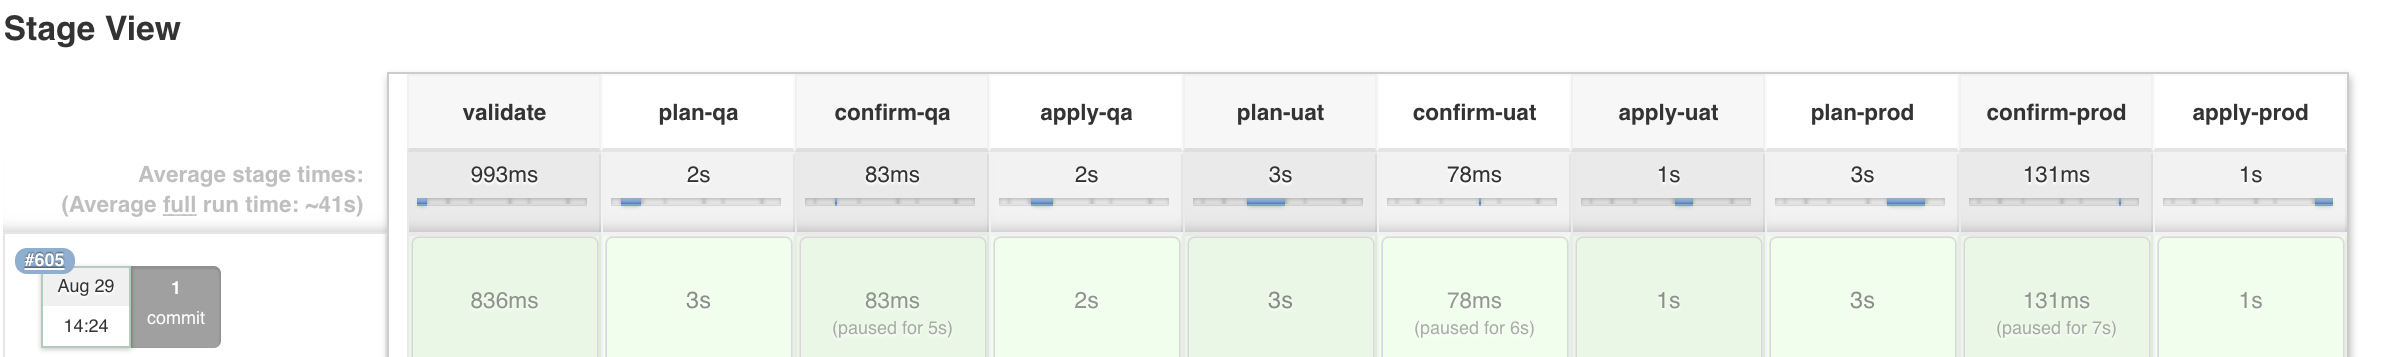 Stage View
validate plan-qa confirm-qa apply-qa plan-uat confirm-uat apply-uat plan-prod confirm-prod apply-prod
Average stage times: 993ms 2s 83ms 2s 3s 78ms 1s 3s 131ms 1s
(Average full run time: ~41s)
#605
Aug 29 1
14:24 commit
836ms 3s 83ms 2s 3s 78ms 1s 3s 131ms 1s
(paused for 5s) (paused for 6s) (paused for 7s)